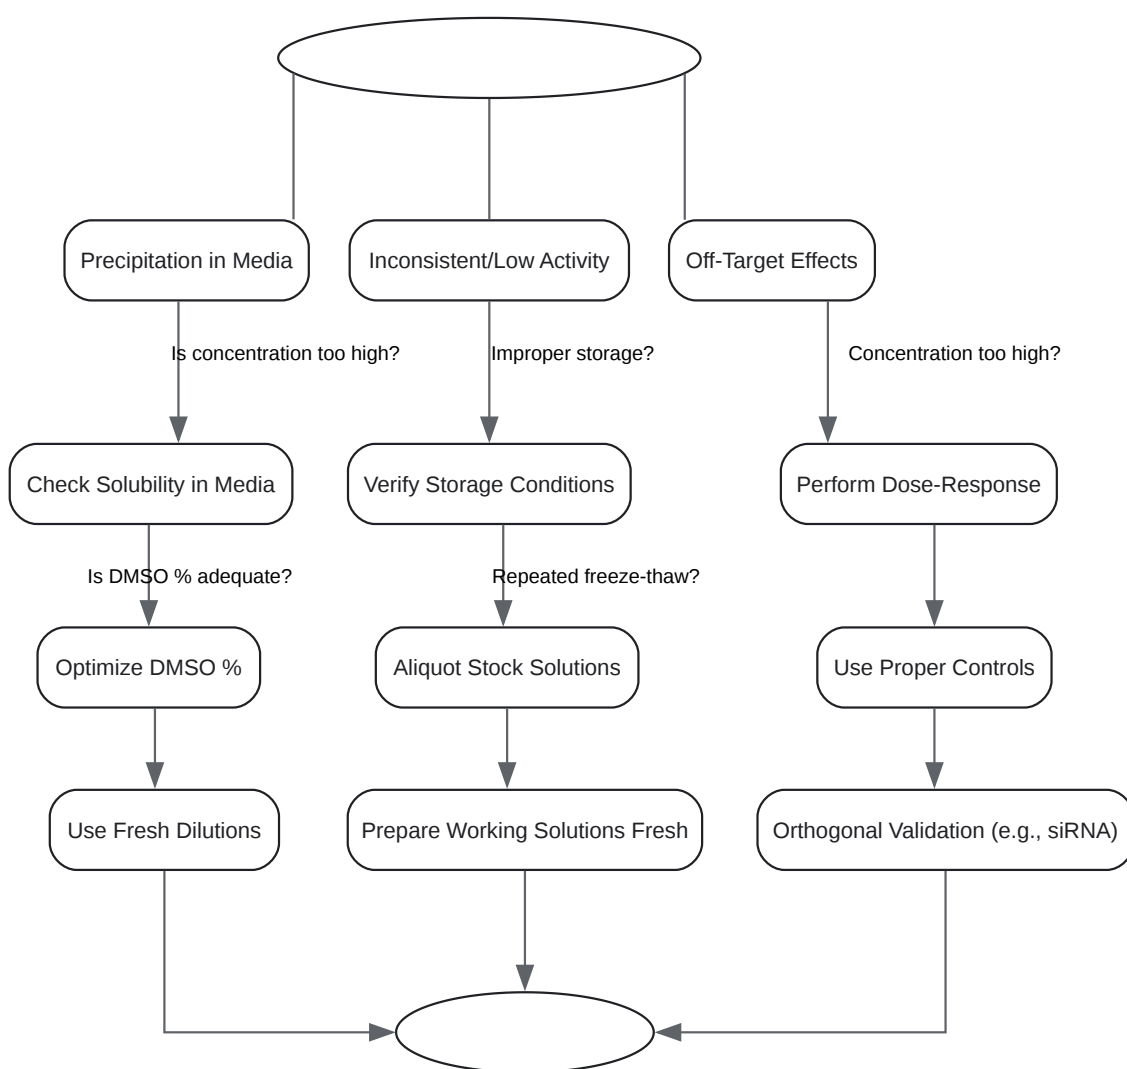 Precipitation in Media
Inconsistent/Low Activity
Off-Target Effects
Is concentration too high?
Improper storage?
Concentration too high?
Check Solubility in Media
Verify Storage Conditions
Perform Dose-Response
Is DMSO % adequate?
Repeated freeze-thaw?
Optimize DMSO %
Aliquot Stock Solutions
Use Proper Controls
Use Fresh Dilutions
Prepare Working Solutions Fresh
Orthogonal Validation (e.g., siRNA)